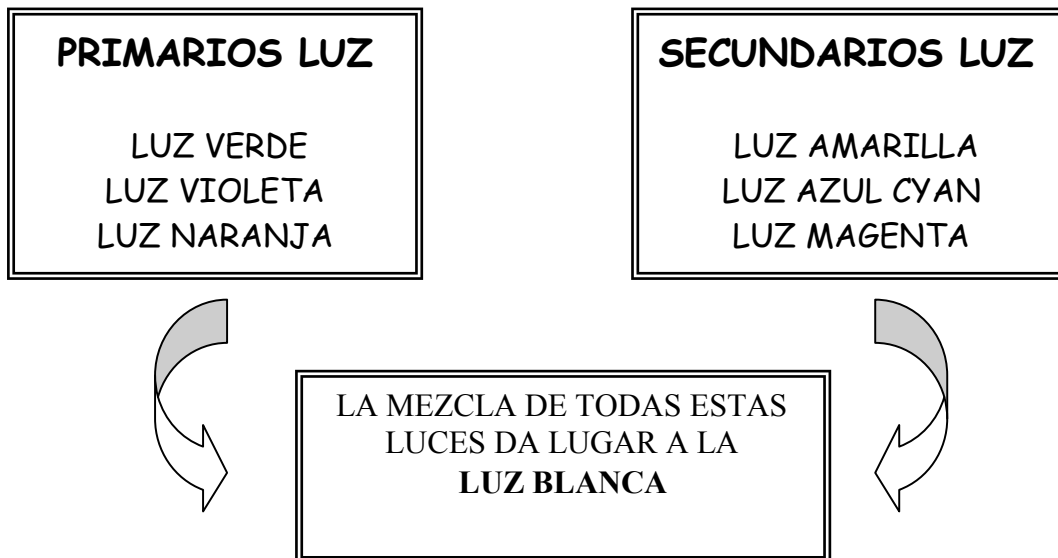 PRIMARIOS LUZ
LUZ VERDE
LUZ VIOLETA
LUZ NARANJA
SECUNDARIOS LUZ
LUZ AMARILLA
LUZ AZUL CYAN
LUZ MAGENTA
LA MEZCLA DE TODAS ESTAS
LUCES DA LUGAR A LA
LUZ BLANCA